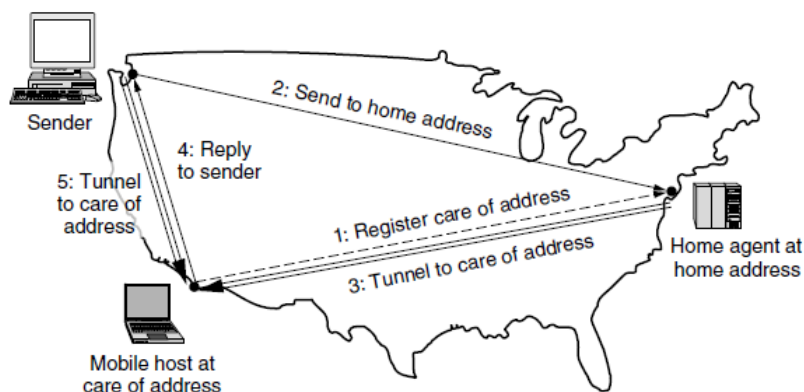 Sender
2: Send to home address
4: Reply
to sender
5: Tunnel
to care of
address
1: Register care of address
3: Tunnel to care of address
Home agent at
home address
Mobile host at
care of address